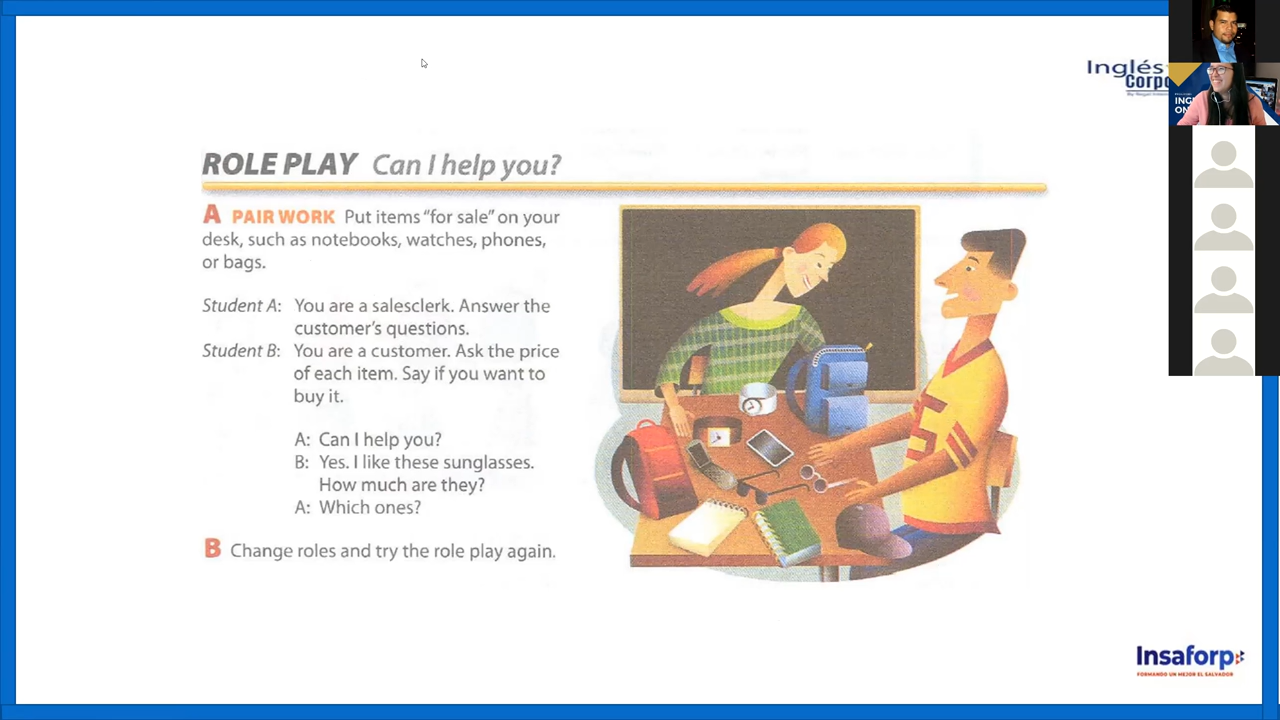 Inglés
Corpo
ROLE PLAY Can I help you?
A PAIR WORK Put items “for sale” on your
desk, such as notebooks, watches, phones,
or bags.
Student A: You are a salesclerk. Answer the
customer's questions.
Student B: You are a customer. Ask the price
of each item. Say if you want to
buy it.
A: Can I help you?
B: Yes. I like these sunglasses.
How much are they?
A: Which ones?
B Change roles and try the role play again.
Insaforp
FORMANDO UN MEJOR EL SALVADOR